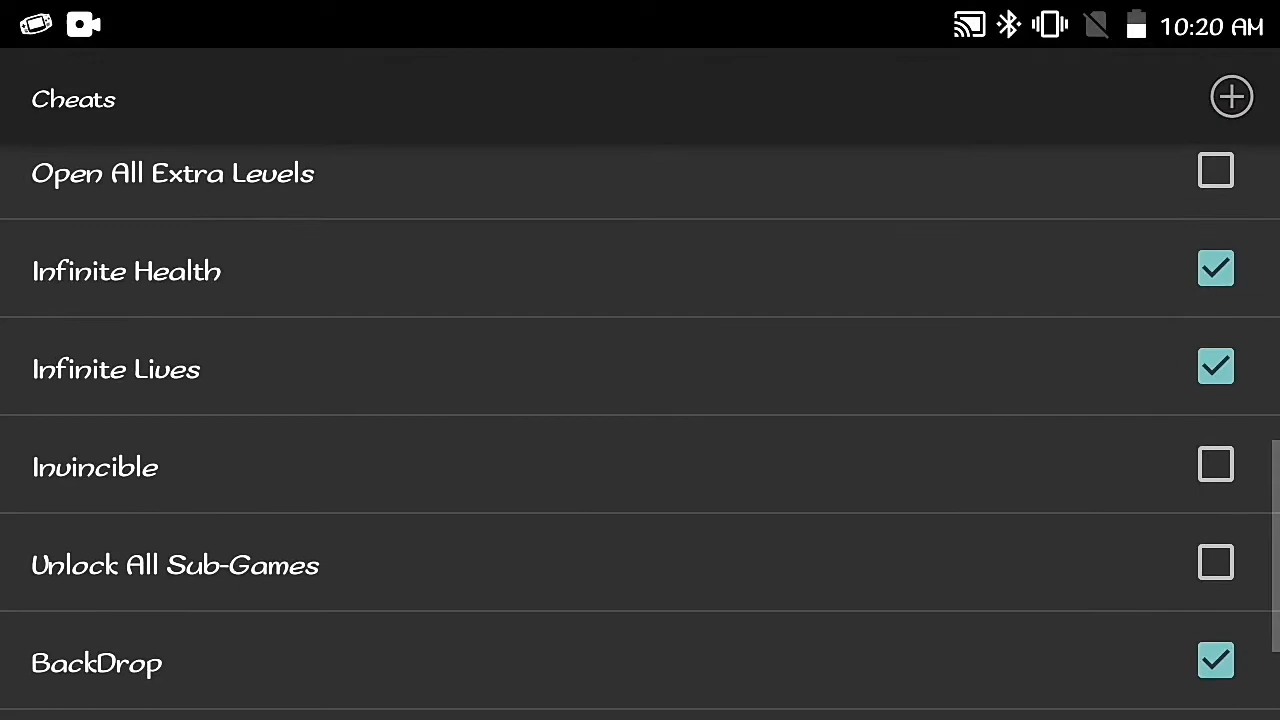 10:20 AM
Cheats
Open All Extra Levels
Infinite Health
Infinite Lives
Invincible
Unlock All Sub-Games
BackDrop